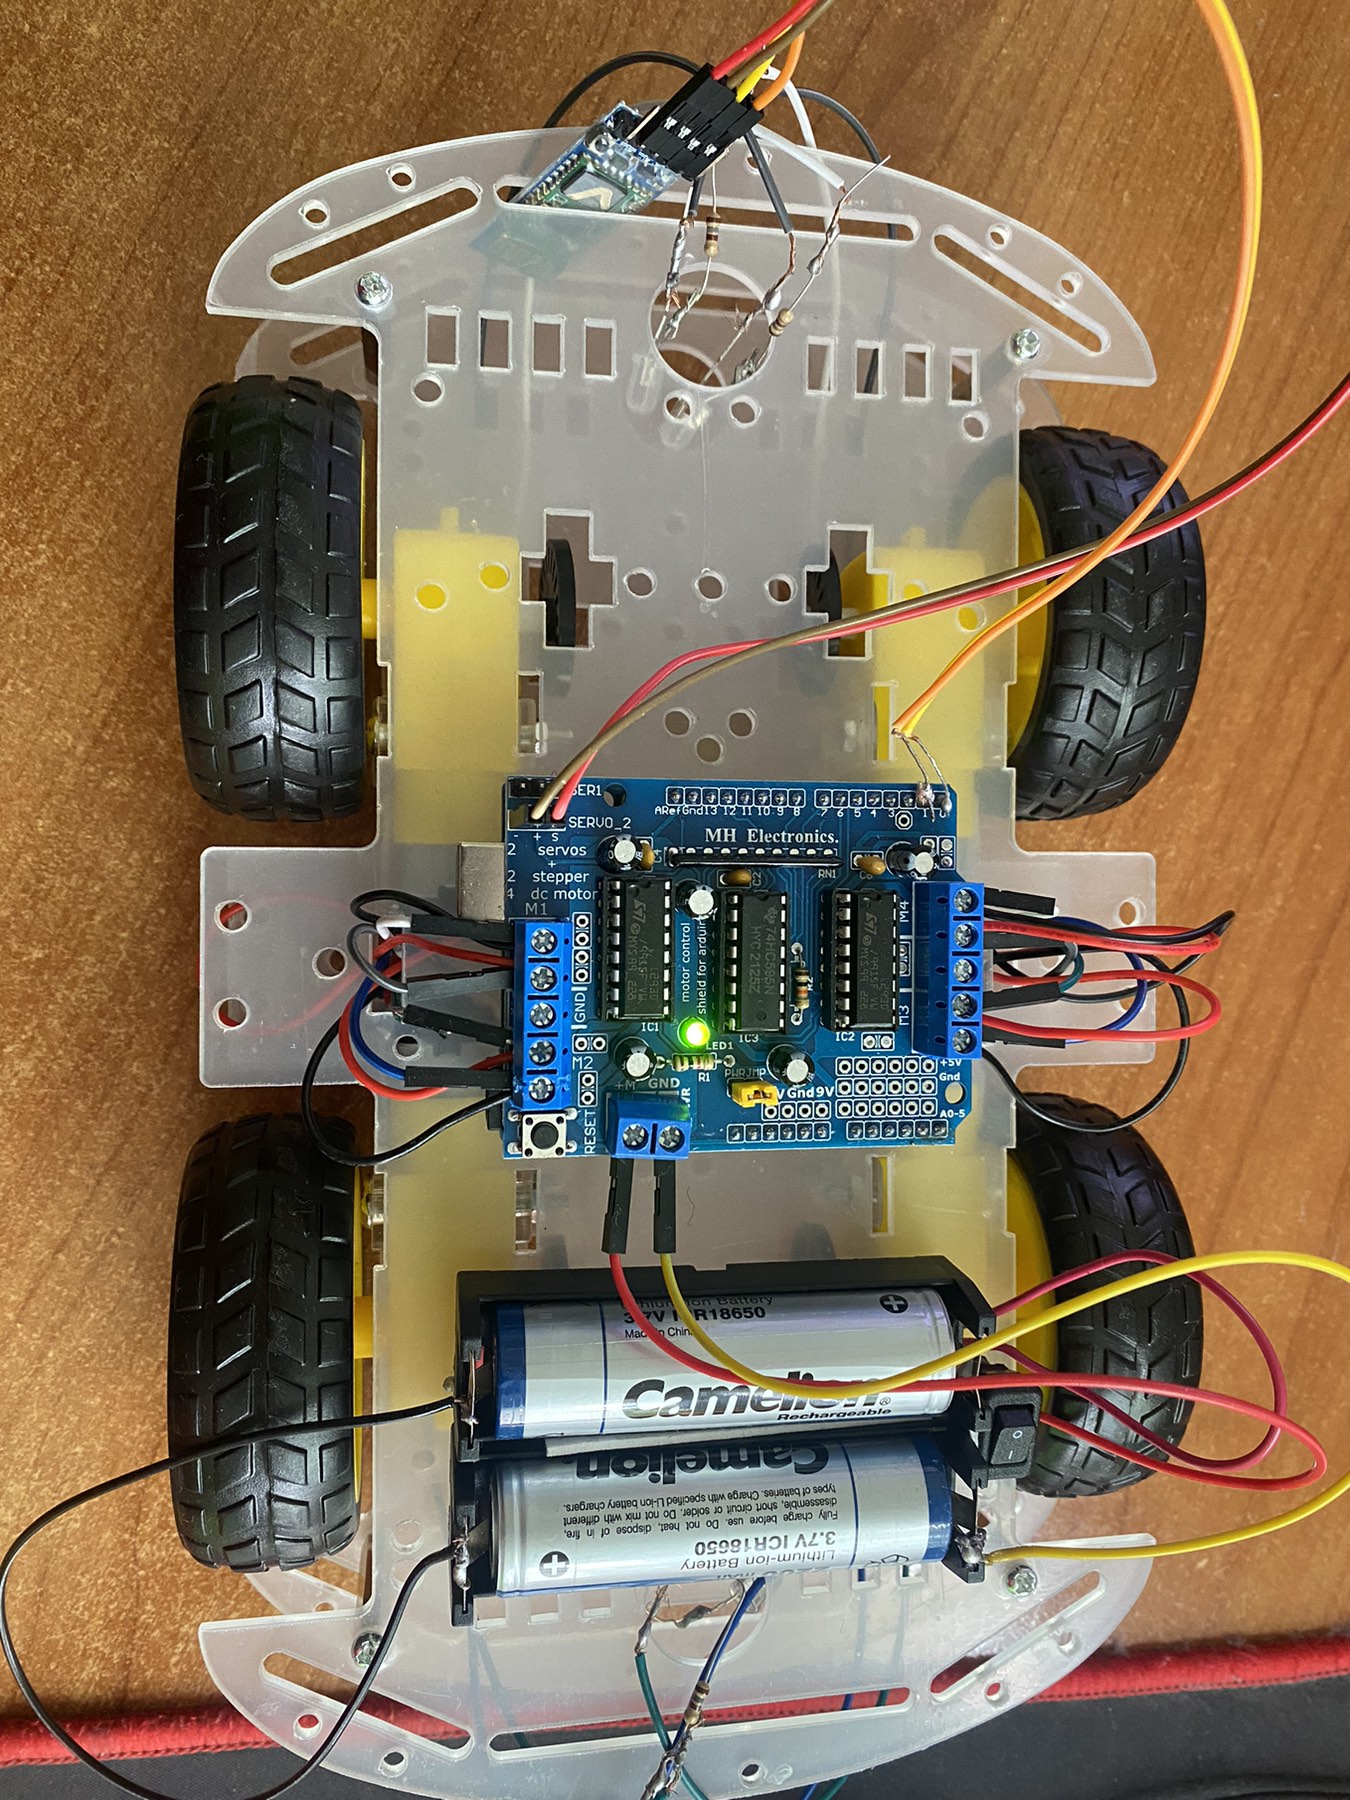 SER1
SERVO_2
- + s
2 servos
+
2 stepper
4 dc motor
M1
GND
M2
RESET
ARef Gnd 13 12 11 10 9 8
7 6 5 4 3
1 0
MH Electronics.
RN1
C2
motor control
shield for arduino
IC1
IC3
IC2
74HC595N
LED1
R1
PWRJMP
+M GND
Gnd 9V
M4
M3
+5V
Gnd
A0-5
Lithium-Ion Battery
3.7V ICR18650
Made in China
Camelion®
Rechargeable
Camelion
types of batteries. Charge with specified Li-ion battery chargers.
disassemble, short circuit or solder. Do not mix with different
Fully charge before use. Do not heat, dispose of in fire,
3.7V ICR18650
Lithium-Ion Battery